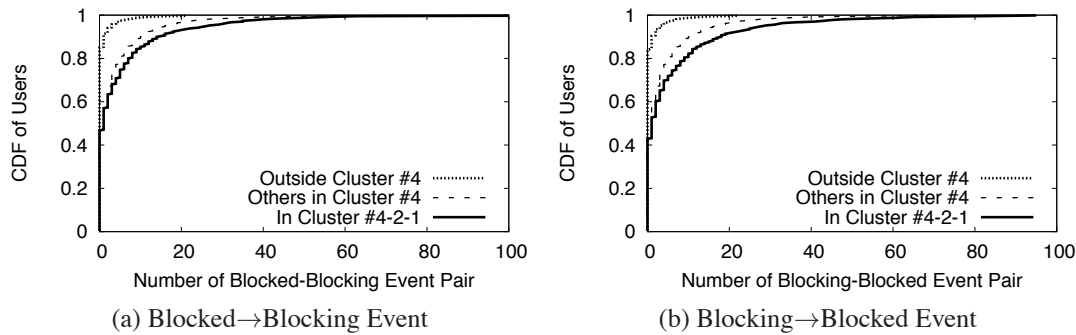 1
0.8
0.6
0.4
0.2
0
CDF of Users
Outside Cluster #4
Others in Cluster #4
In Cluster #4-2-1
0 20 40 60 80 100
Number of Blocked-Blocking Event Pair
(a) Blocked→Blocking Event
1
0.8
0.6
0.4
0.2
0
CDF of Users
Outside Cluster #4
Others in Cluster #4
In Cluster #4-2-1
0 20 40 60 80 100
Number of Blocking-Blocked Event Pair
(b) Blocking→Blocked Event